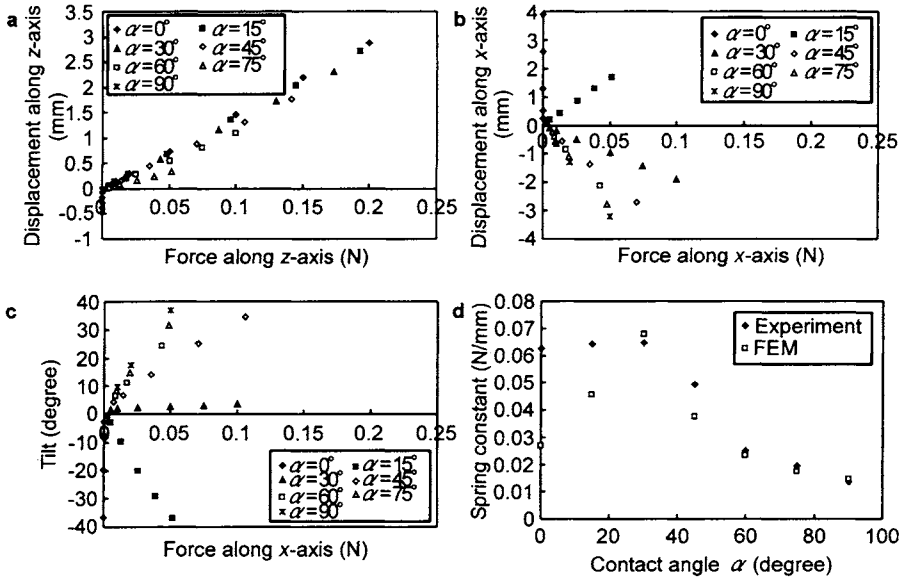 a
Displacement along z-axis
(mm)
3.5
3
2.5
2
1.5
1
0.5
0
-0.5
-1
α=0° α=15°
α=30° α=45°
α=60° α=75°
α=90°
0 0.05 0.1 0.15 0.2 0.25
Force along z-axis (N)
b
Displacement along x-axis
(mm)
4
3
2
1
0
-1
-2
-3
-4
α=0° α=15°
α=30° α=45°
α=60° α=75°
α=90°
0 0.05 0.1 0.15 0.2 0.25
Force along x-axis (N)
c
Tilt (degree)
40
30
20
10
0
-10
-20
-30
-40
0 0.05 0.1 0.15 0.2 0.25
α=0° α=15°
α=30° α=45°
α=60° α=75°
α=90°
Force along x-axis (N)
d
Spring constant (N/mm)
0.08
0.07
0.06
0.05
0.04
0.03
0.02
0.01
0
Experiment
FEM
0 20 40 60 80 100
Contact angle α (degree)